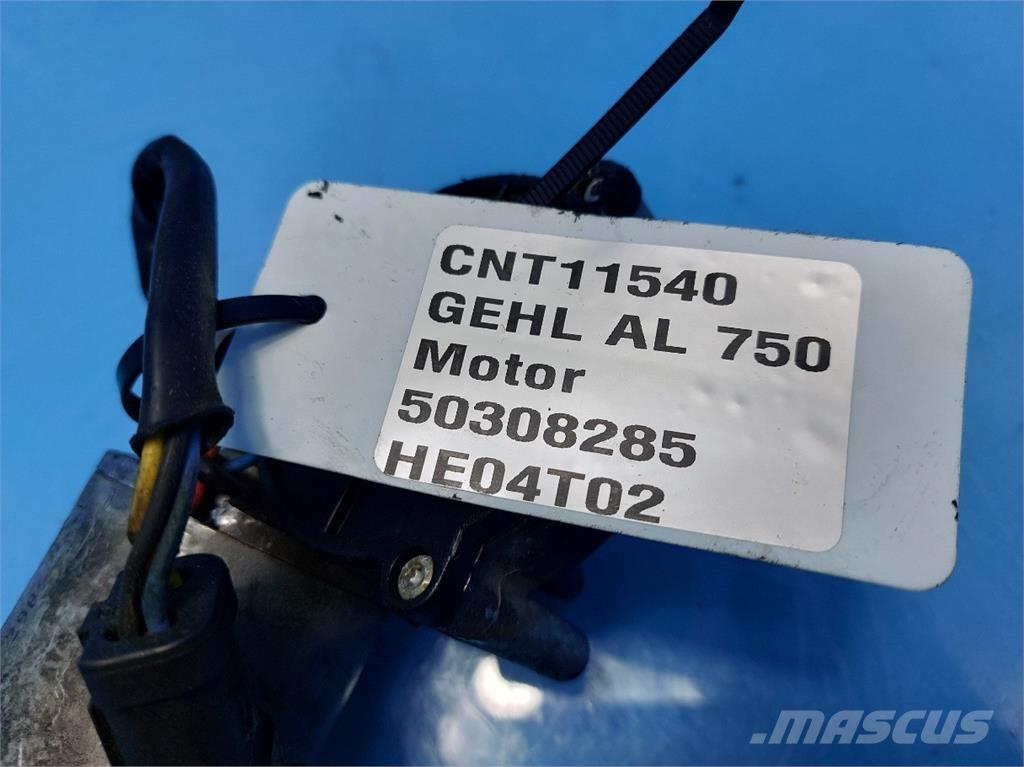 CNT11540
GEHL AL 750
Motor
50308285
HE04T02
MASCUS